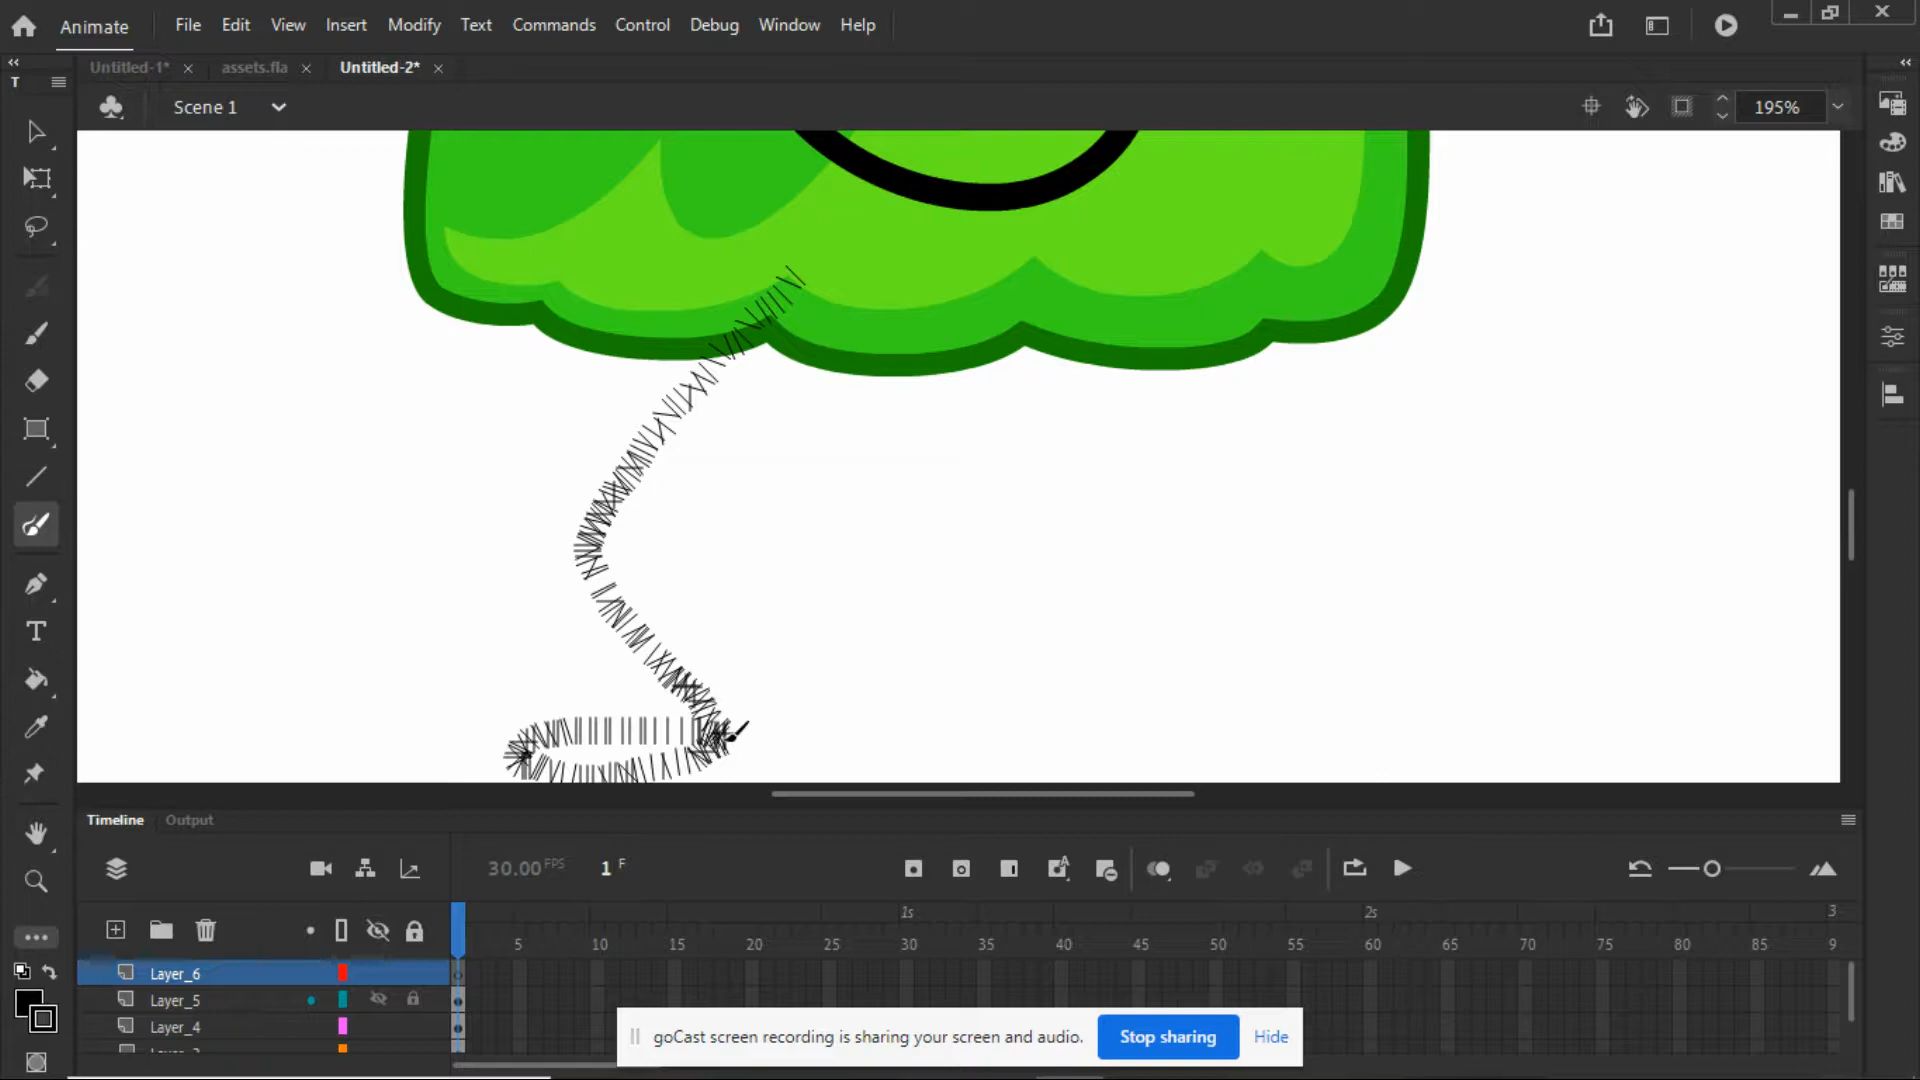 Animate File Edit View Insert Modify Text Commands Control Debug Window Help
T Untitled-1* assets.fla Untitled-2*
Scene 1 195%
T
Timeline Output
30.00 FPS 1 F
1s 2s 3
5 10 15 20 25 30 35 40 45 50 55 60 65 70 75 80 85 9
Layer_6
Layer_5
Layer_4
goCast screen recording is sharing your screen and audio. Stop sharing Hide